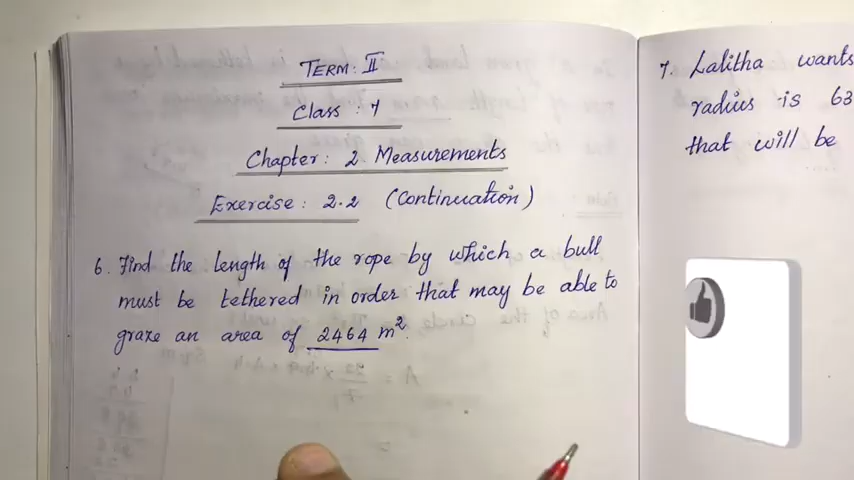 TERM: II
Class : 7
Chapter: 2. Measurements
Exercise: 2.2 (Continuation)
6. Find the length of the rope by which a bull
must be tethered in order that may be able to
graze an area of 2464 m².
7. Lalitha wants
radius is 63
that will be